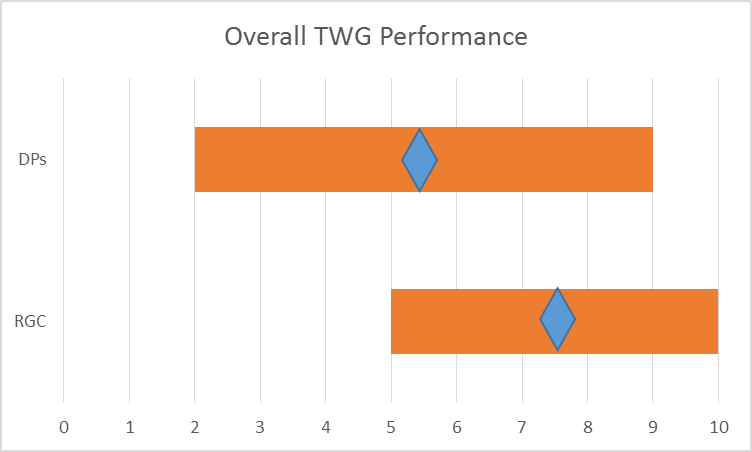 Overall TWG Performance
DPs
RGC
0 1 2 3 4 5 6 7 8 9 10